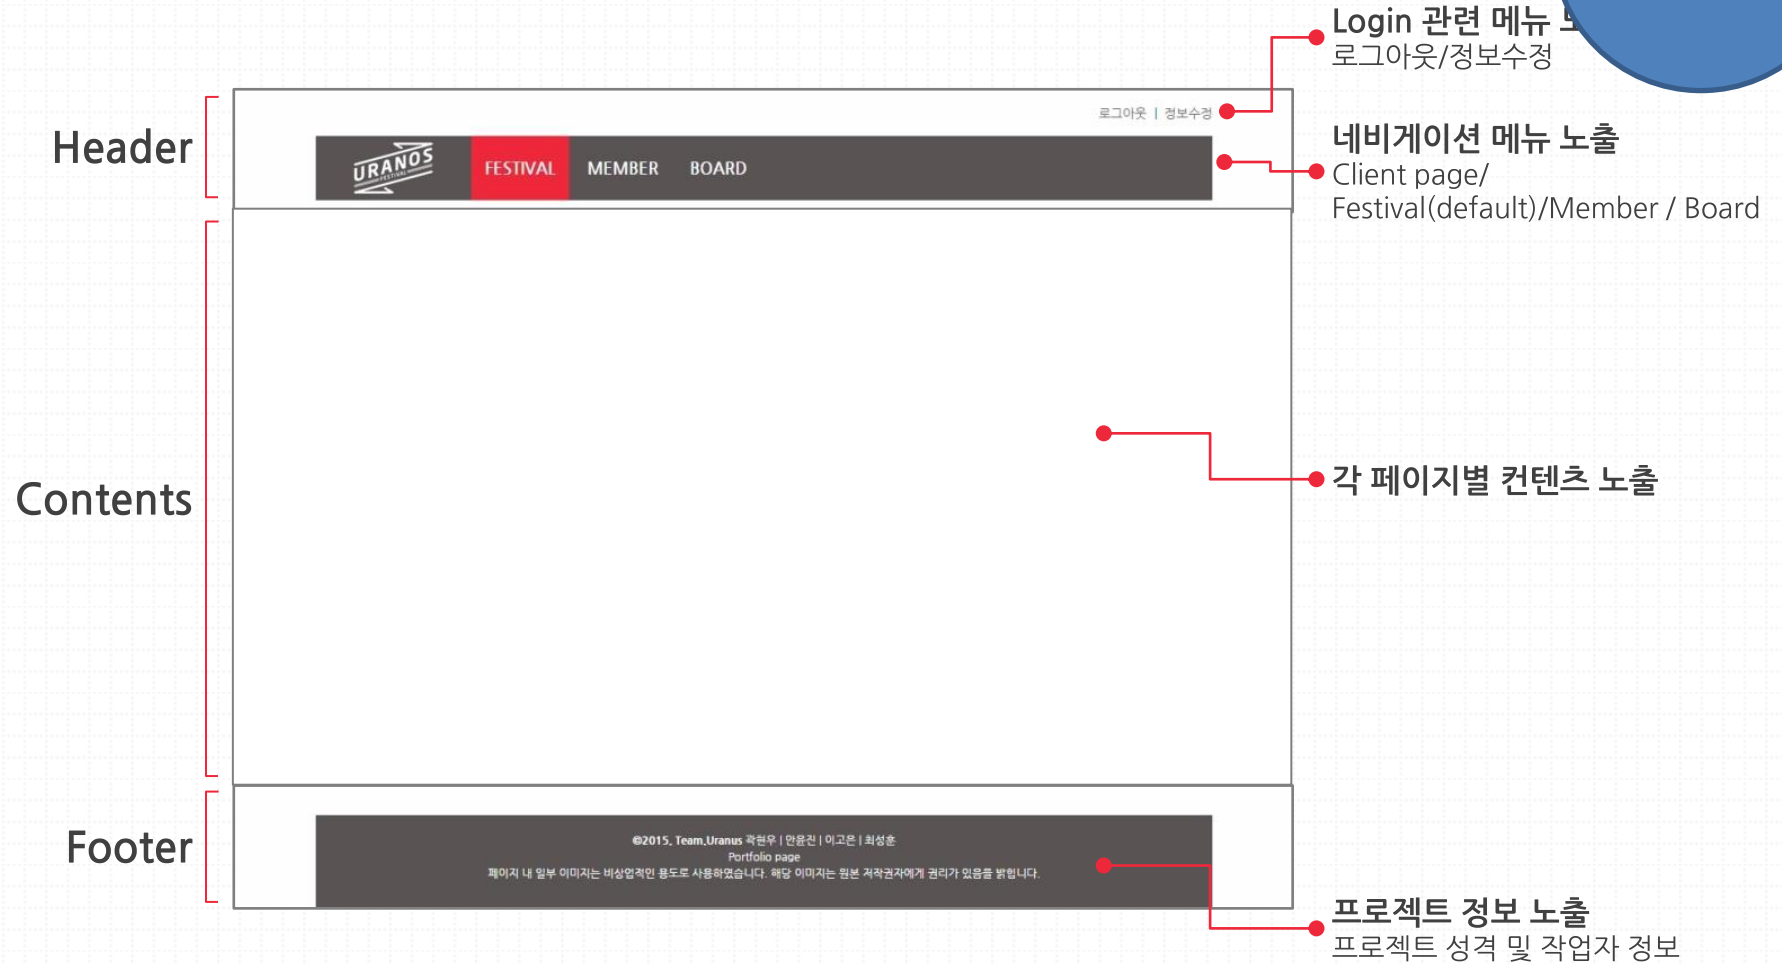 Login 관련 메뉴
로그아웃/정보수정
Header
로그아웃 | 정보수정
URANOS
FESTIVAL
FESTIVAL MEMBER BOARD
네비게이션 메뉴 노출
Client page/
Festival(default)/Member / Board
Contents
각 페이지별 컨텐츠 노출
Footer
©2015. Team.Uranus 곽현우 | 안윤진 | 이고은 | 최성훈
Portfolio page
페이지 내 일부 이미지는 비상업적인 용도로 사용하였습니다. 해당 이미지는 원본 저작권자에게 권리가 있음을 밝힙니다.
프로젝트 정보 노출
프로젝트 성격 및 작업자 정보